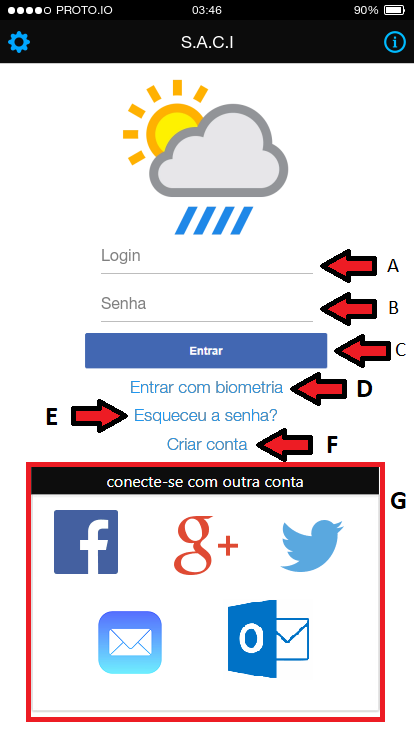 PROTO.IO 03:46 90%
S.A.C.I
Login A
Senha B
Entrar C
Entrar com biometria D
E Esqueceu a senha?
Criar conta F
conecte-se com outra conta
G
f g+
O